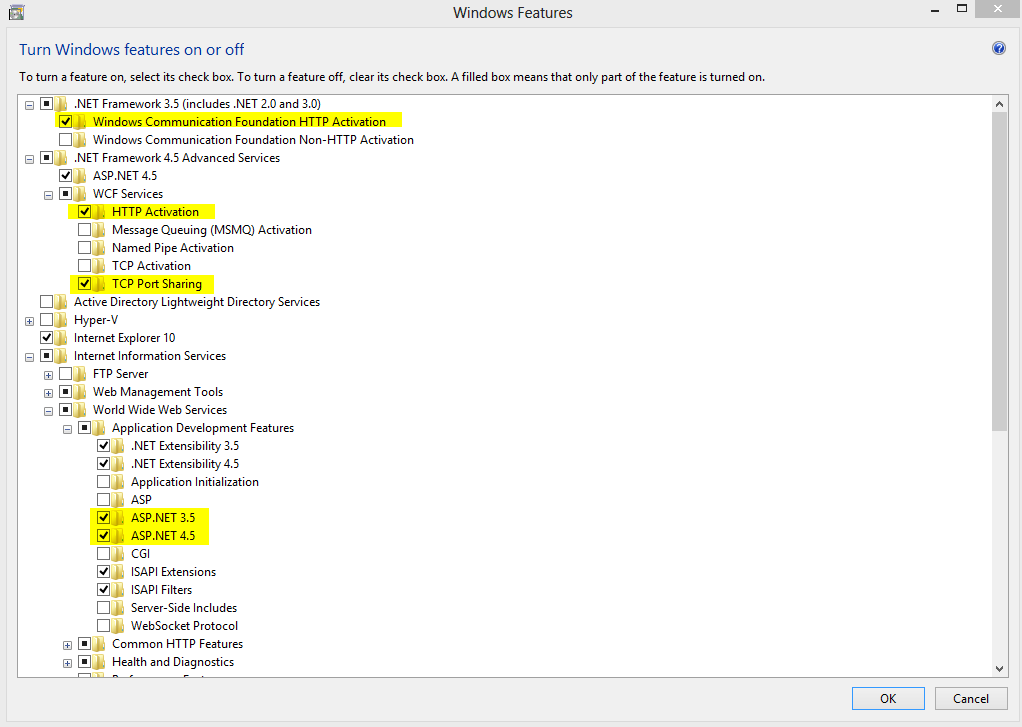 Windows Features
Turn Windows features on or off
To turn a feature on, select its check box. To turn a feature off, clear its check box. A filled box means that only part of the feature is turned on.
.NET Framework 3.5 (includes .NET 2.0 and 3.0)
Windows Communication Foundation HTTP Activation
Windows Communication Foundation Non-HTTP Activation
.NET Framework 4.5 Advanced Services
ASP.NET 4.5
WCF Services
HTTP Activation
Message Queuing (MSMQ) Activation
Named Pipe Activation
TCP Activation
TCP Port Sharing
Active Directory Lightweight Directory Services
Hyper-V
Internet Explorer 10
Internet Information Services
FTP Server
Web Management Tools
World Wide Web Services
Application Development Features
.NET Extensibility 3.5
.NET Extensibility 4.5
Application Initialization
ASP
ASP.NET 3.5
ASP.NET 4.5
CGI
ISAPI Extensions
ISAPI Filters
Server-Side Includes
WebSocket Protocol
Common HTTP Features
Health and Diagnostics
OK
Cancel